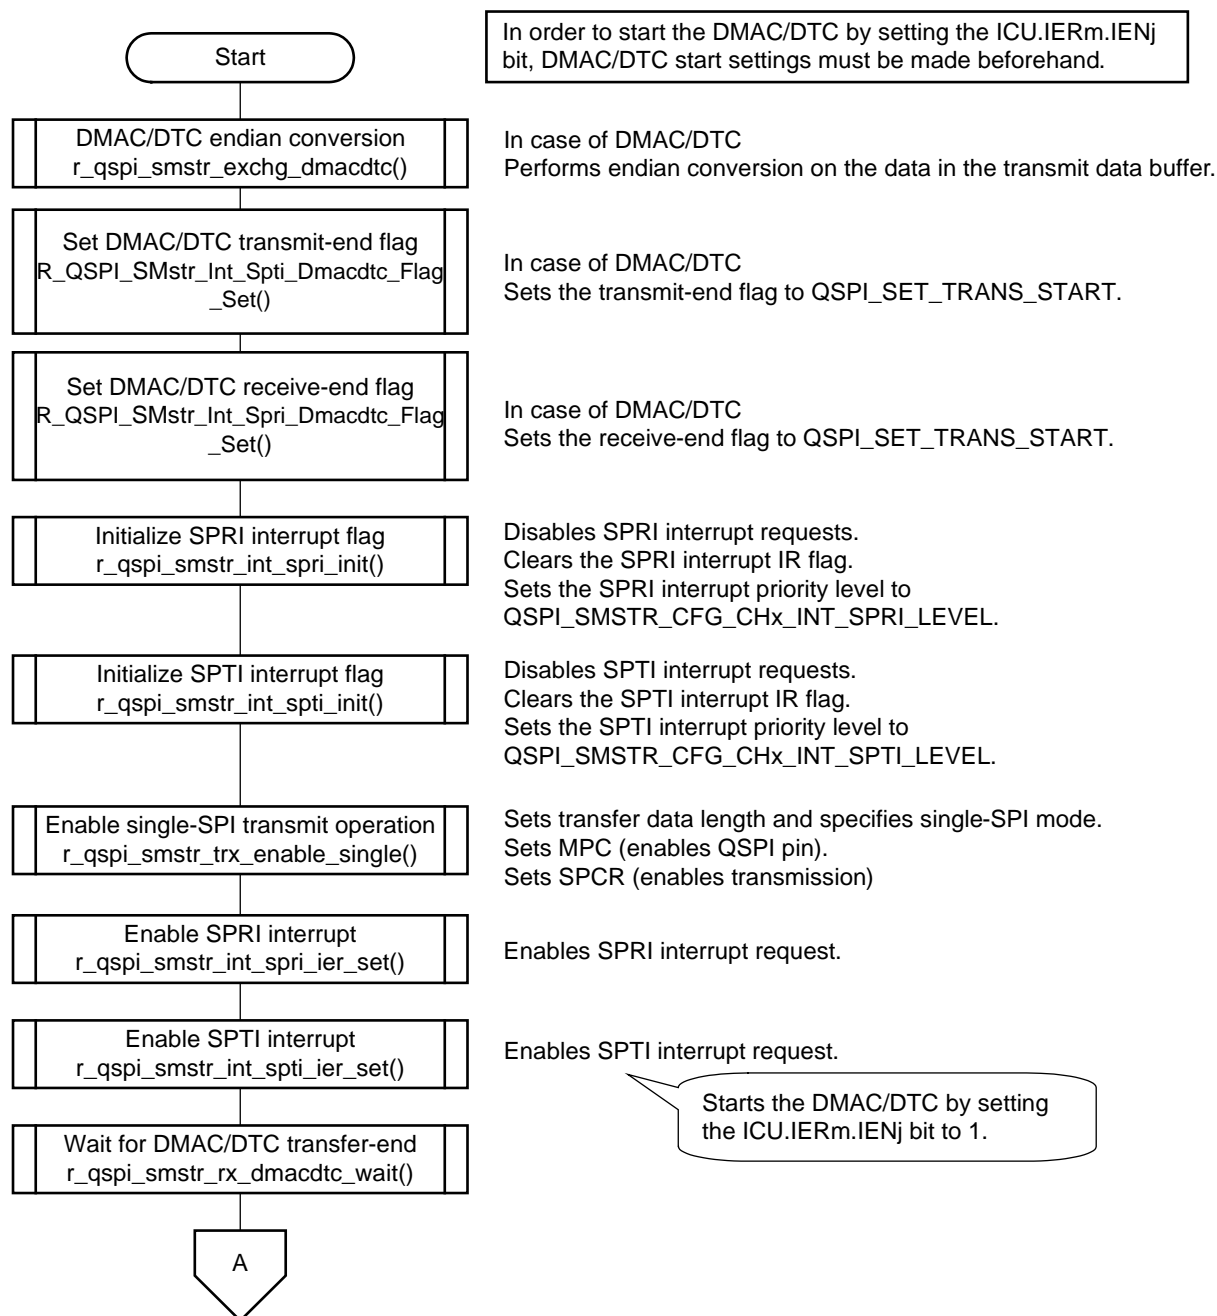 Start
In order to start the DMAC/DTC by setting the ICU.IERm.IENj
bit, DMAC/DTC start settings must be made beforehand.
DMAC/DTC endian conversion
r_qspi_smstr_exchg_dmacdtc()
In case of DMAC/DTC
Performs endian conversion on the data in the transmit data buffer.
Set DMAC/DTC transmit-end flag
R_QSPI_SMstr_Int_Spti_Dmacdtc_Flag
_Set()
In case of DMAC/DTC
Sets the transmit-end flag to QSPI_SET_TRANS_START.
Set DMAC/DTC receive-end flag
R_QSPI_SMstr_Int_Spri_Dmacdtc_Flag
_Set()
In case of DMAC/DTC
Sets the receive-end flag to QSPI_SET_TRANS_START.
Initialize SPRI interrupt flag
r_qspi_smstr_int_spri_init()
Disables SPRI interrupt requests.
Clears the SPRI interrupt IR flag.
Sets the SPRI interrupt priority level to
QSPI_SMSTR_CFG_CHx_INT_SPRI_LEVEL.
Initialize SPTI interrupt flag
r_qspi_smstr_int_spti_init()
Disables SPTI interrupt requests.
Clears the SPTI interrupt IR flag.
Sets the SPTI interrupt priority level to
QSPI_SMSTR_CFG_CHx_INT_SPTI_LEVEL.
Enable single-SPI transmit operation
r_qspi_smstr_trx_enable_single()
Sets transfer data length and specifies single-SPI mode.
Sets MPC (enables QSPI pin).
Sets SPCR (enables transmission)
Enable SPRI interrupt
r_qspi_smstr_int_spri_ier_set()
Enables SPRI interrupt request.
Enable SPTI interrupt
r_qspi_smstr_int_spti_ier_set()
Enables SPTI interrupt request.
Starts the DMAC/DTC by setting
the ICU.IERm.IENj bit to 1.
Wait for DMAC/DTC transfer-end
r_qspi_smstr_rx_dmacdtc_wait()
A